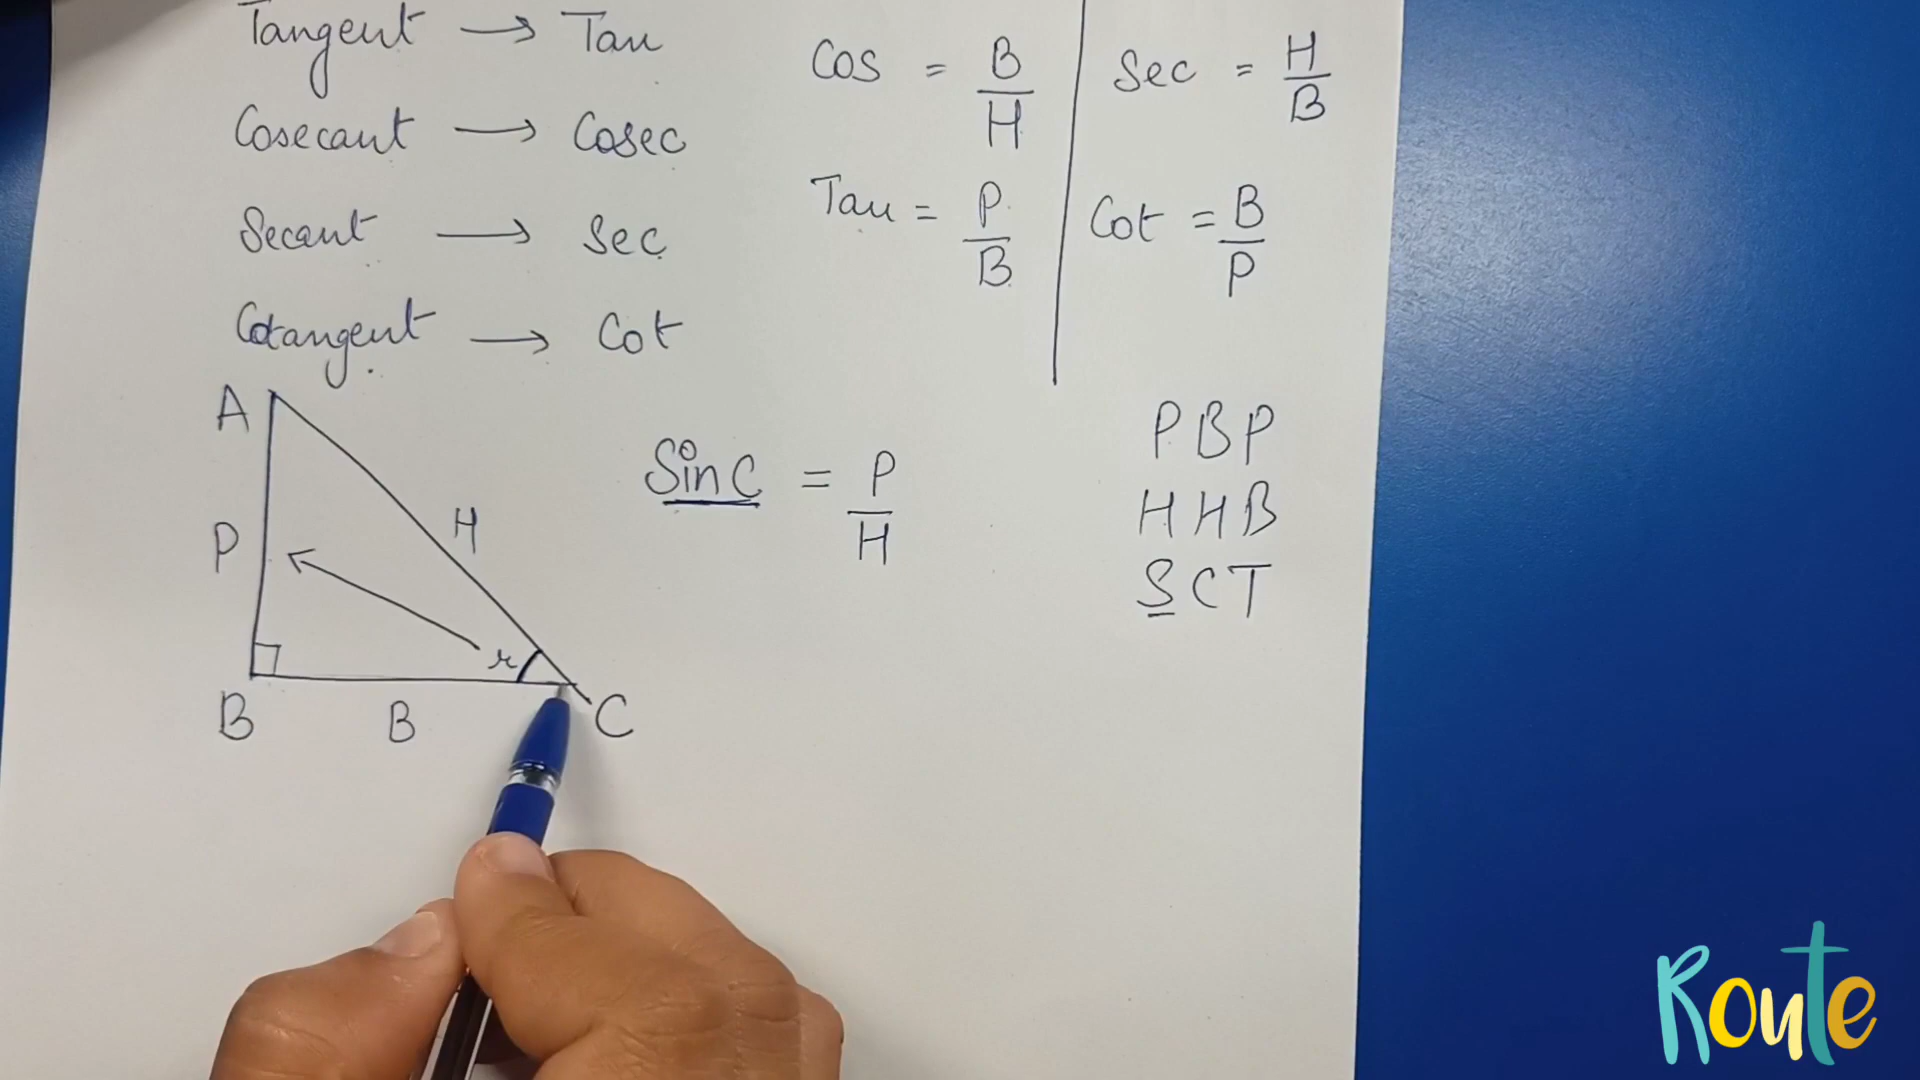 Tangent → Tan
Cosecant → Cosec
Secant → Sec
Cotangent → Cot
Cos = B/H
Sec = H/B
Tan = P/B
Cot = B/P
A
P
H
B
B
C
x
Sin C = P/H
P B P
H H B
S C T
Route